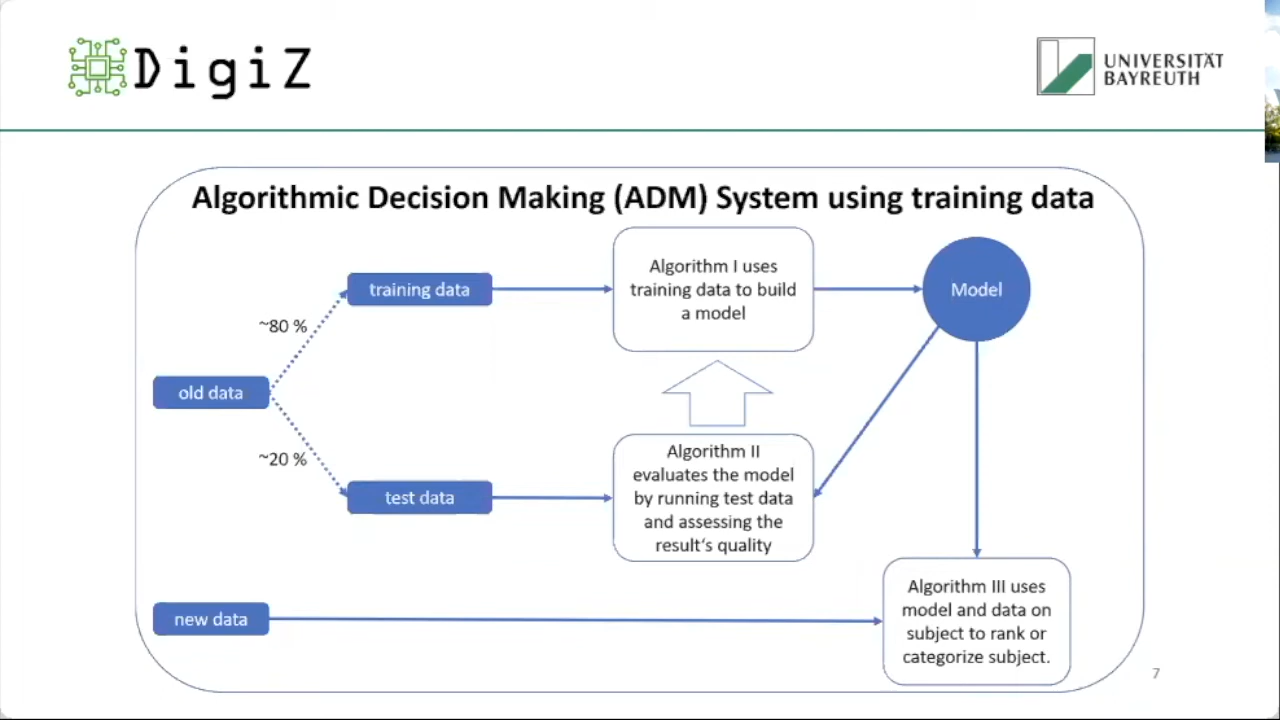 DigiZ
UNIVERSITÄT
BAYREUTH
Algorithmic Decision Making (ADM) System using training data
training data
Algorithm I uses
training data to build
a model
Model
~80 %
old data
~20 %
test data
Algorithm II
evaluates the model
by running test data
and assessing the
result‘s quality
new data
Algorithm III uses
model and data on
subject to rank or
categorize subject.
7